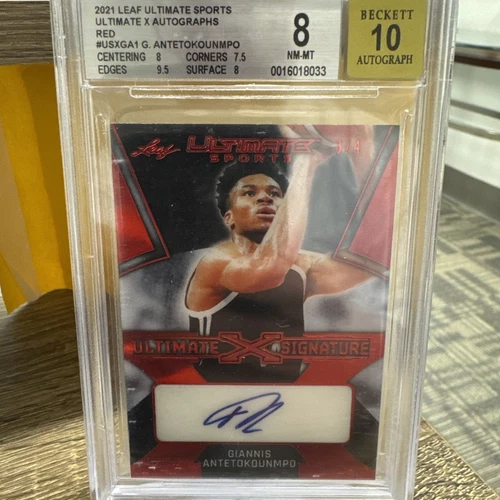 2021 LEAF ULTIMATE SPORTS
ULTIMATE X AUTOGRAPHS
RED
#USXGA1 G. ANTETOKOUNMPO
CENTERING 8 CORNERS 7.5
EDGES 9.5 SURFACE 8
8
NM-MT
0016018033
BECKETT
10
AUTOGRAPH
Leaf
ULTIMATE
SPORTS
ULTIMATE X SIGNATURE
GIANNIS
ANTETOKOUNMPO